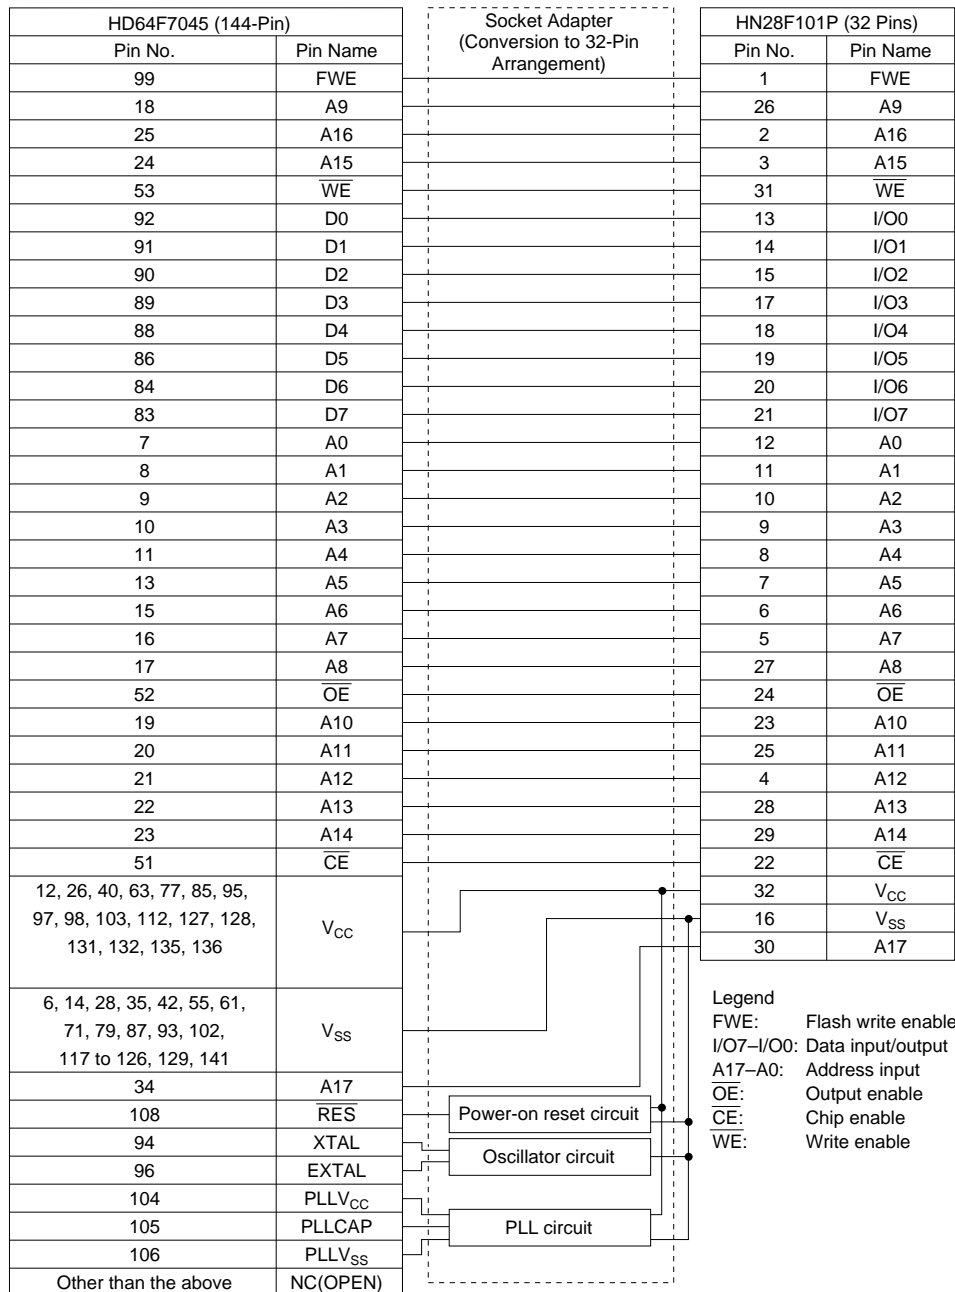 HD64F7045 (144-Pin)
Pin No. Pin Name
99 FWE
18 A9
25 A16
24 A15
53 W̅E̅
92 D0
91 D1
90 D2
89 D3
88 D4
86 D5
84 D6
83 D7
7 A0
8 A1
9 A2
10 A3
11 A4
13 A5
15 A6
16 A7
17 A8
52 O̅E̅
19 A10
20 A11
21 A12
22 A13
23 A14
51 C̅E̅
12, 26, 40, 63, 77, 85, 95,
97, 98, 103, 112, 127, 128,
131, 132, 135, 136
VCC
6, 14, 28, 35, 42, 55, 61,
71, 79, 87, 93, 102,
117 to 126, 129, 141
VSS
34 A17
108 R̅E̅S̅
94 XTAL
96 EXTAL
104 PLLVCC
105 PLLCAP
106 PLLVSS
Other than the above NC(OPEN)
Socket Adapter
(Conversion to 32-Pin
Arrangement)
Power-on reset circuit
Oscillator circuit
PLL circuit
HN28F101P (32 Pins)
Pin No. Pin Name
1 FWE
26 A9
2 A16
3 A15
31 W̅E̅
13 I/O0
14 I/O1
15 I/O2
17 I/O3
18 I/O4
19 I/O5
20 I/O6
21 I/O7
12 A0
11 A1
10 A2
9 A3
8 A4
7 A5
6 A6
5 A7
27 A8
24 O̅E̅
23 A10
25 A11
4 A12
28 A13
29 A14
22 C̅E̅
32 VCC
16 VSS
30 A17
Legend
FWE: Flash write enable
I/O7–I/O0: Data input/output
A17–A0: Address input
O̅E̅: Output enable
C̅E̅: Chip enable
W̅E̅: Write enable